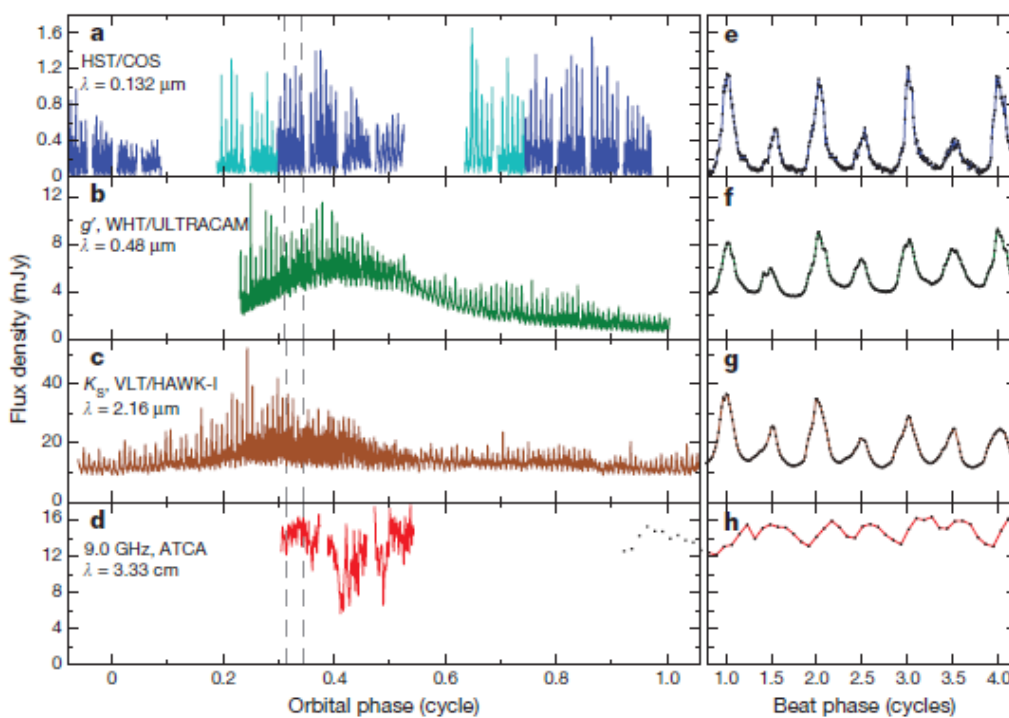 a
HST/COS
λ = 0.132 μm
1.6
1.2
0.8
0.4
0
e
b
g′, WHT/ULTRACAM
λ = 0.48 μm
12
8
4
0
f
c
Ks, VLT/HAWK-I
λ = 2.16 μm
40
20
0
g
d
9.0 GHz, ATCA
λ = 3.33 cm
16
12
8
4
0
h
Flux density (mJy)
0 0.2 0.4 0.6 0.8 1.0
Orbital phase (cycle)
1.0 1.5 2.0 2.5 3.0 3.5 4.0
Beat phase (cycles)